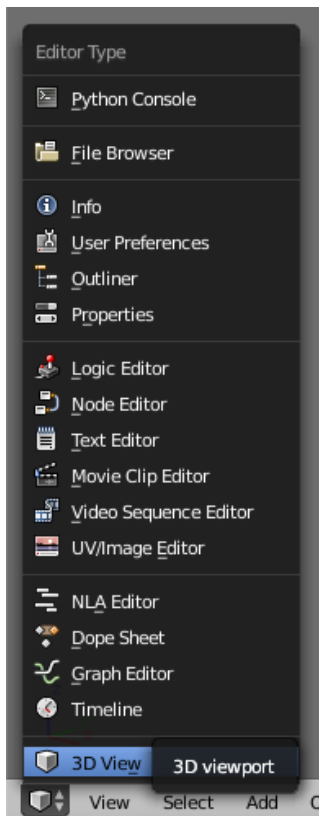 Editor Type
Python Console
File Browser
Info
User Preferences
Outliner
Properties
Logic Editor
Node Editor
Text Editor
Movie Clip Editor
Video Sequence Editor
UV/Image Editor
NLA Editor
Dope Sheet
Graph Editor
Timeline
3D View 3D viewport
View Select Add